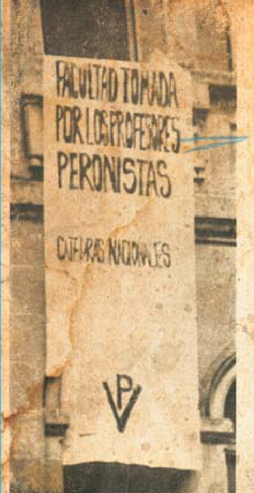 FACULTAD TOMADA
POR LOS PROFESORES
PERONISTAS
CATEDRAS NACIONALES
PV